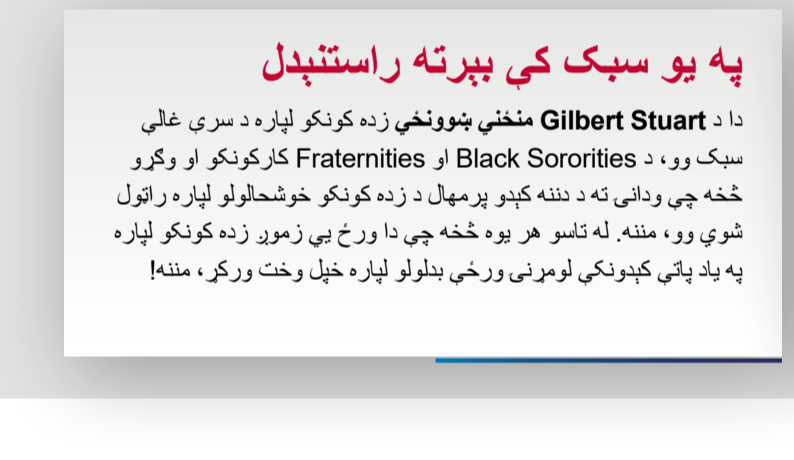 په یو سبک کې بېرته راستنېدل
دا د Gilbert Stuart منځني ښوونځي زده کونکو لپاره د سرې غالې
سبک وو، د Black Sororities او Fraternities کارکونکو او وګړو
څخه چې ودانۍ ته د دننه کېدو پرمهال د زده کونکو خوشحالولو لپاره راټول
شوي وو، مننه. له تاسو هر یوه څخه چې دا ورځ یې زموږ زده کونکو لپاره
په یاد پاتې کېدونکې لومړنۍ ورځې بدلولو لپاره خپل وخت ورکړ، مننه!